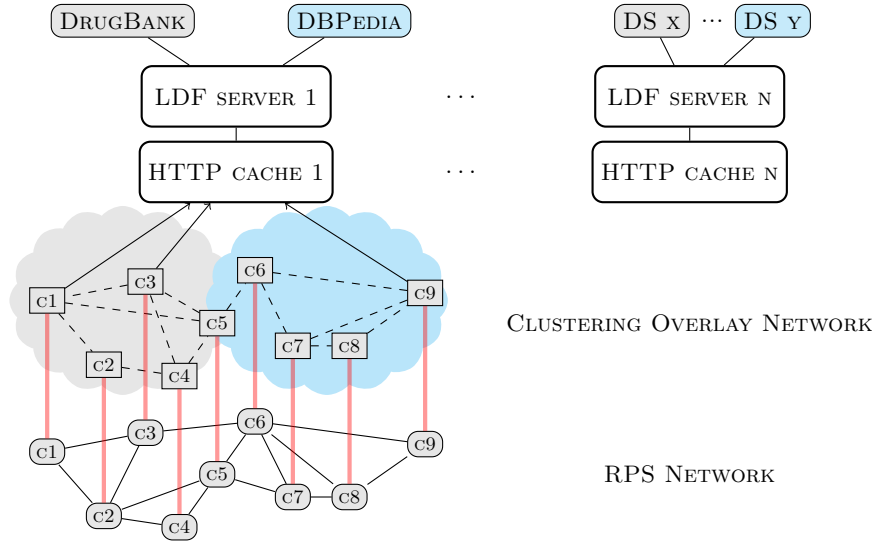 DrugBank DBPedia DS x ... DS y
LDF server 1 ... LDF server n
HTTP cache 1 ... HTTP cache n
c6
c3
c9
c1
c5
Clustering Overlay Network
c7 c8
c2
c4
c6
c3
c9
c1
c5
RPS Network
c7 c8
c2
c4